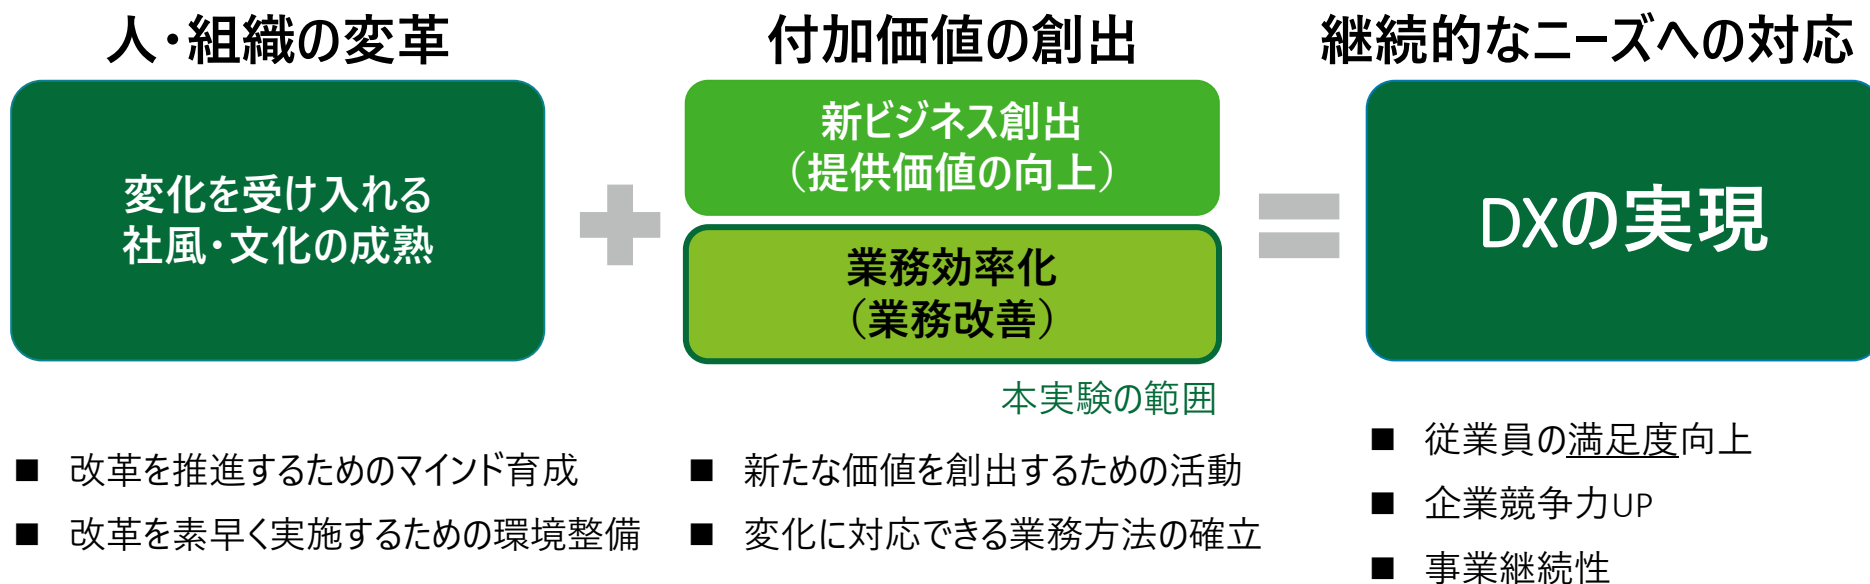 人・組織の変革
変化を受け入れる
社風・文化の成熟
■ 改革を推進するためのマインド育成
■ 改革を素早く実施するための環境整備
付加価値の創出
新ビジネス創出
（提供価値の向上）
業務効率化
（業務改善）
本実験の範囲
■ 新たな価値を創出するための活動
■ 変化に対応できる業務方法の確立
継続的なニーズへの対応
DXの実現
■ 従業員の満足度向上
■ 企業競争力UP
■ 事業継続性